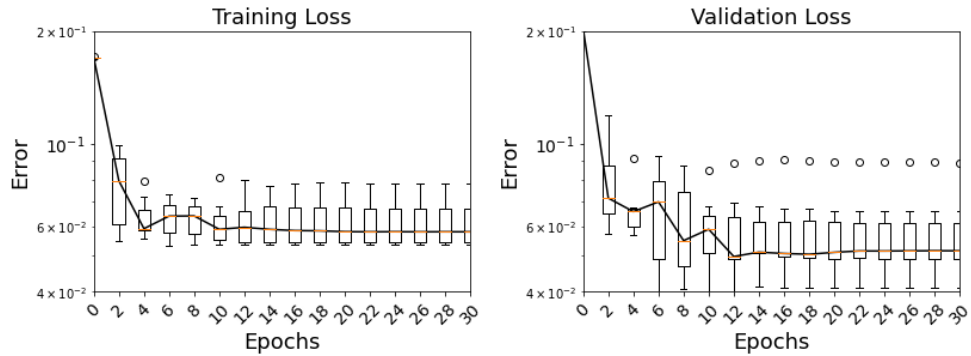 Training Loss
Validation Loss
2 × 10⁻¹
10⁻¹
6 × 10⁻²
4 × 10⁻²
Error
0 2 4 6 8 10 12 14 16 18 20 22 24 26 28 30
Epochs
2 × 10⁻¹
10⁻¹
6 × 10⁻²
4 × 10⁻²
Error
0 2 4 6 8 10 12 14 16 18 20 22 24 26 28 30
Epochs